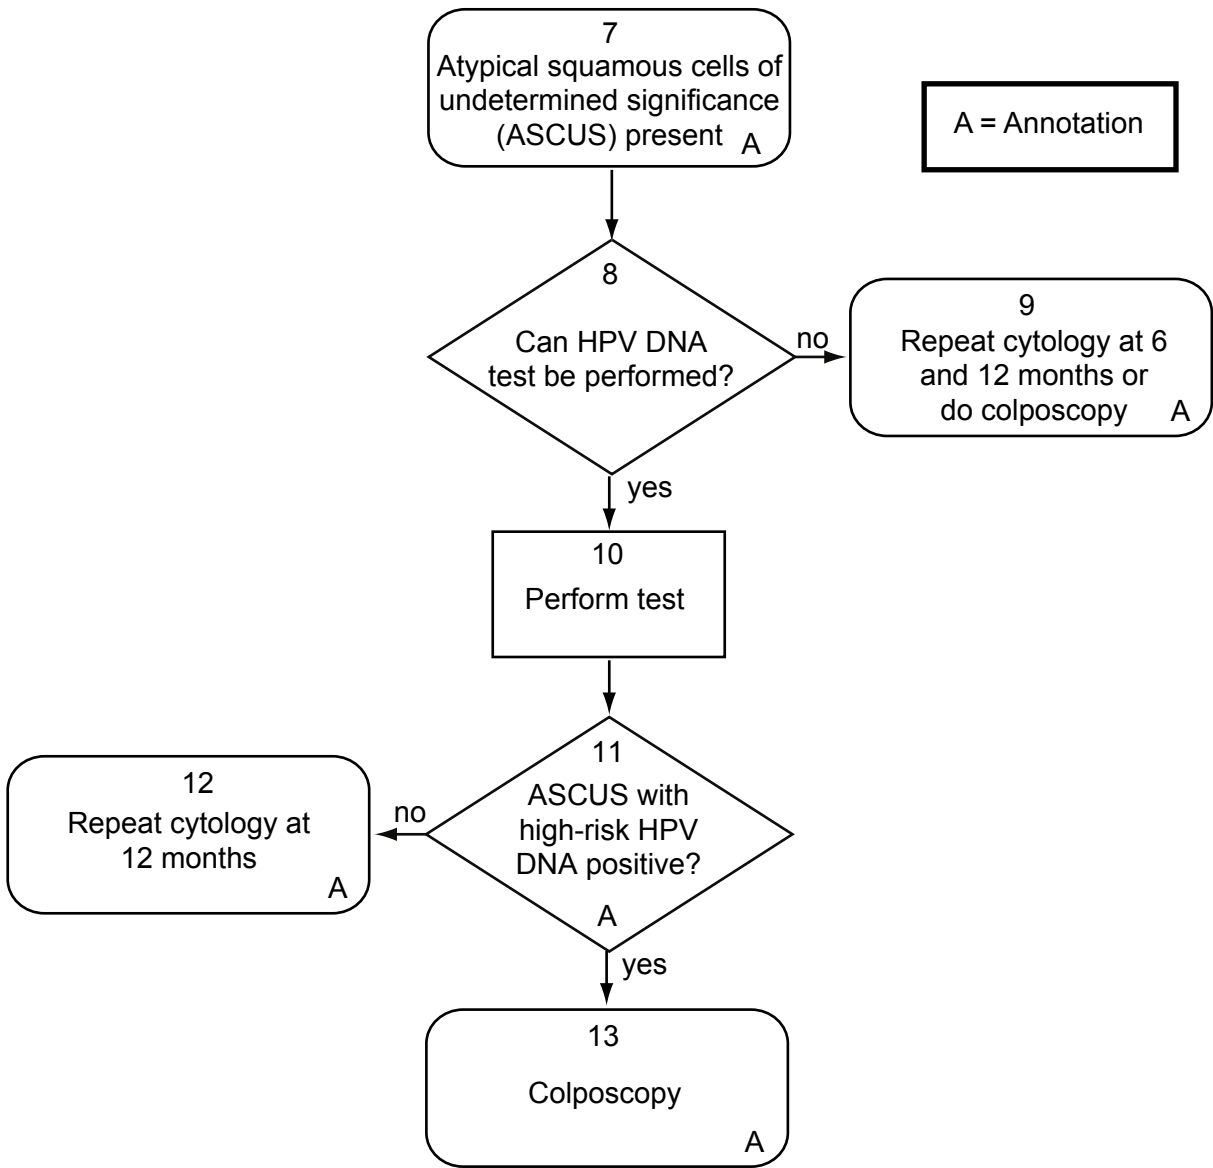 7
Atypical squamous cells of
undetermined significance
(ASCUS) present
A
A = Annotation
8
Can HPV DNA
test be performed?
no
9
Repeat cytology at 6
and 12 months or
do colposcopy
A
yes
10
Perform test
11
ASCUS with
high-risk HPV
DNA positive?
A
no
12
Repeat cytology at
12 months
A
yes
13
Colposcopy
A